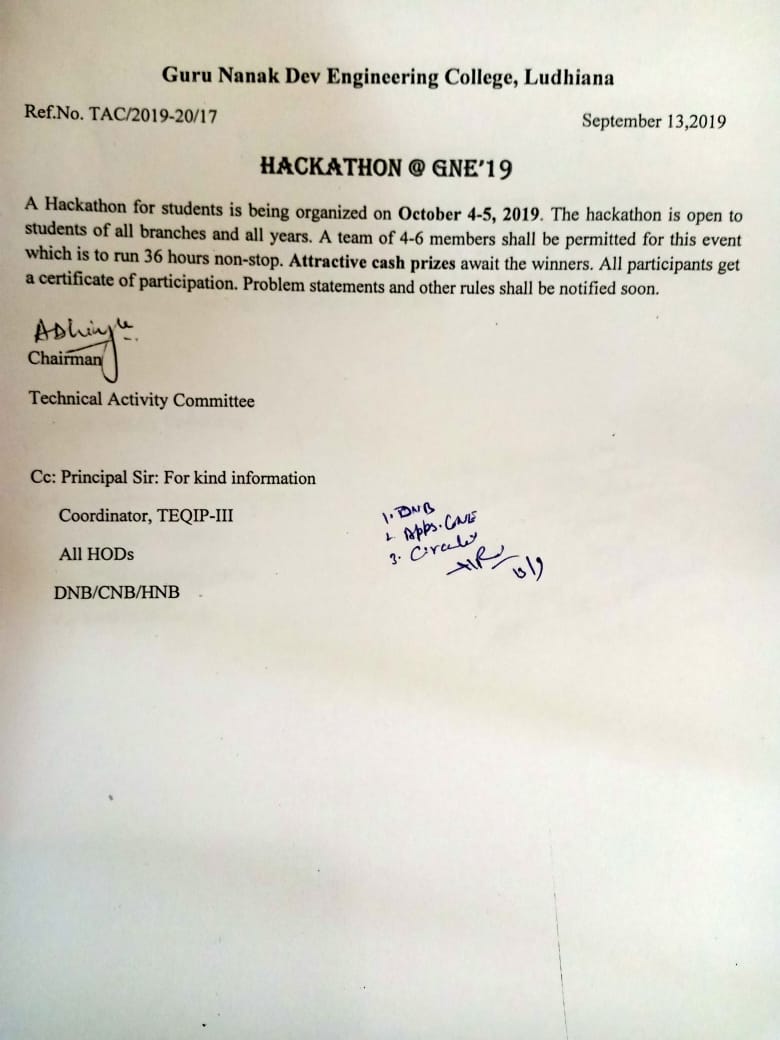 Guru Nanak Dev Engineering College, Ludhiana
Ref.No. TAC/2019-20/17
September 13,2019
HACKATHON @ GNE'19
A Hackathon for students is being organized on October 4-5, 2019. The hackathon is open to
students of all branches and all years. A team of 4-6 members shall be permitted for this event
which is to run 36 hours non-stop. Attractive cash prizes await the winners. All participants get
a certificate of participation. Problem statements and other rules shall be notified soon.
Chairman
Technical Activity Committee
Cc: Principal Sir: For kind information
Coordinator, TEQIP-III
All HODs
DNB/CNB/HNB
1. DNB
2. Apps.GNE
3.